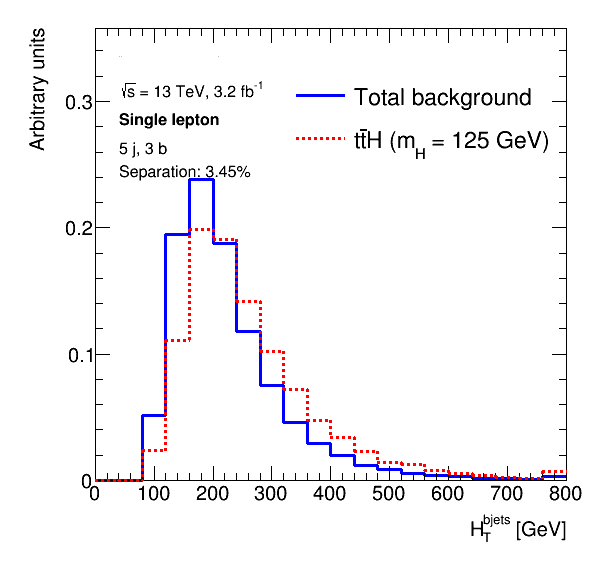 Arbitrary units
√s = 13 TeV, 3.2 fb⁻¹
Single lepton
5 j, 3 b
Separation: 3.45%
Total background
tt̄H (m_H = 125 GeV)
0.3
0.2
0.1
0
0 100 200 300 400 500 600 700 800
H_T^bjets [GeV]